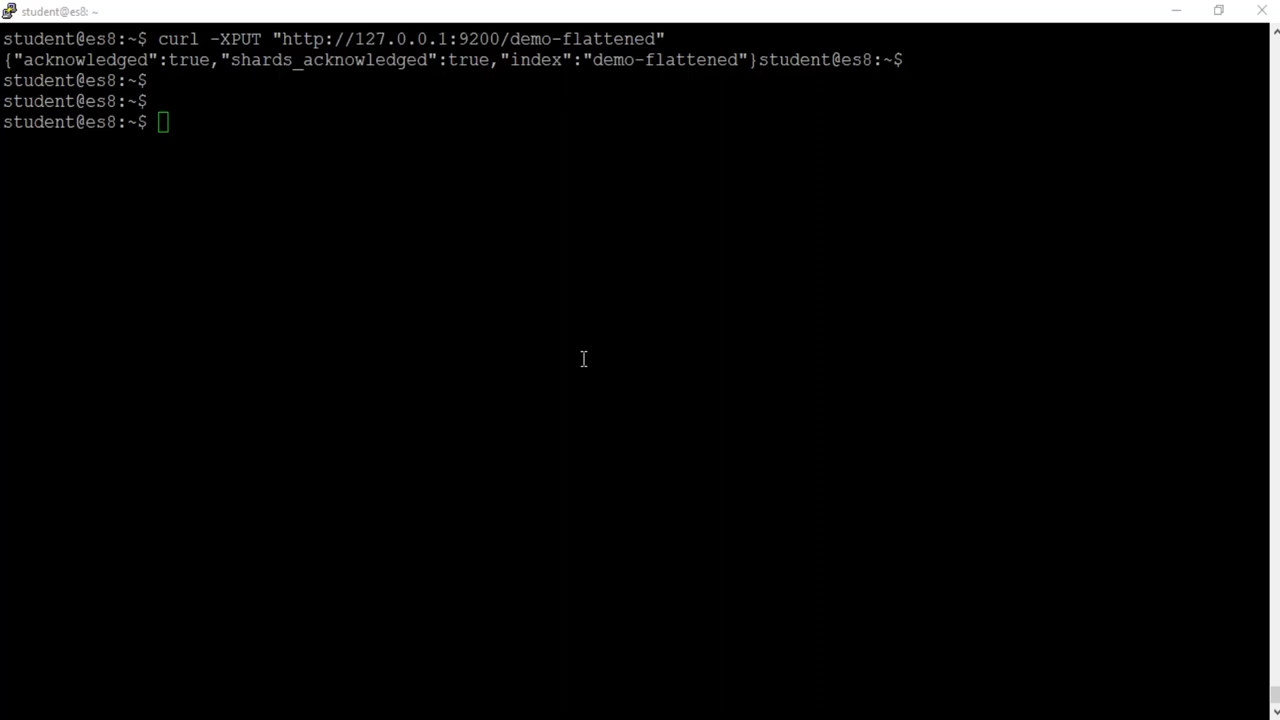 student@es8: ~
student@es8:~$ curl -XPUT "http://127.0.0.1:9200/demo-flattened"
{"acknowledged":true,"shards_acknowledged":true,"index":"demo-flattened"}student@es8:~$
student@es8:~$
student@es8:~$
student@es8:~$